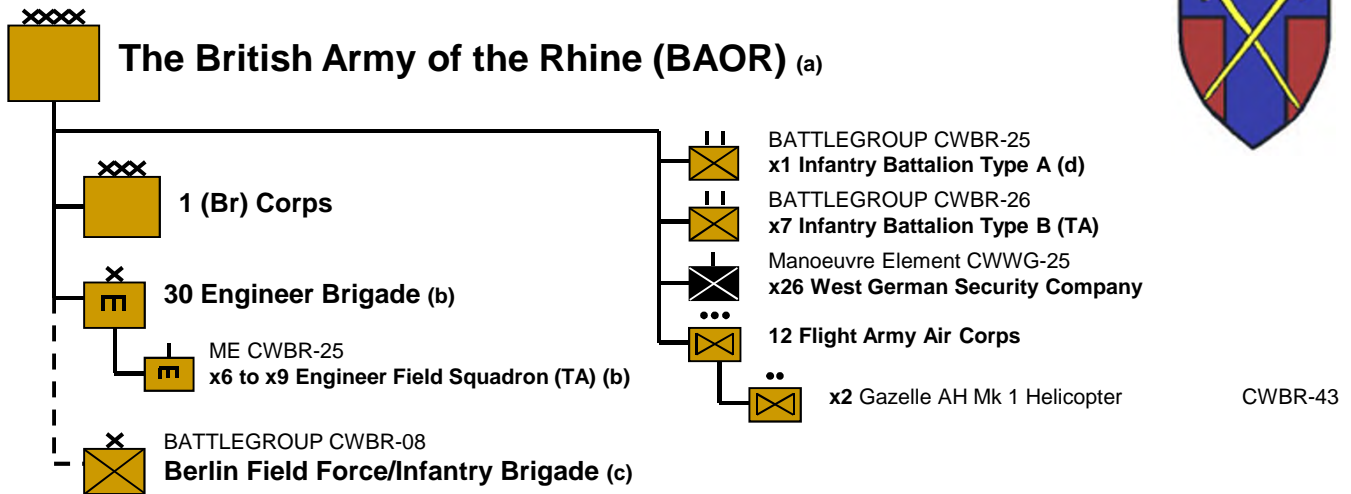 The British Army of the Rhine (BAOR) (a)
1 (Br) Corps
30 Engineer Brigade (b)
ME CWBR-25
x6 to x9 Engineer Field Squadron (TA) (b)
BATTLEGROUP CWBR-08
Berlin Field Force/Infantry Brigade (c)
BATTLEGROUP CWBR-25
x1 Infantry Battalion Type A (d)
BATTLEGROUP CWBR-26
x7 Infantry Battalion Type B (TA)
Manoeuvre Element CWWG-25
x26 West German Security Company
12 Flight Army Air Corps
x2 Gazelle AH Mk 1 Helicopter CWBR-43